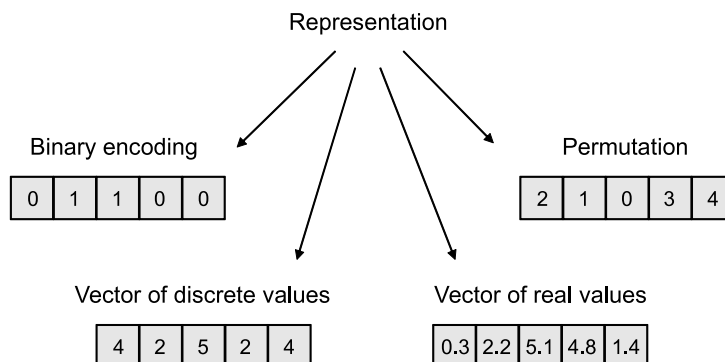 Representation
Binary encoding
0 1 1 0 0
Permutation
2 1 0 3 4
Vector of discrete values
4 2 5 2 4
Vector of real values
0.3 2.2 5.1 4.8 1.4